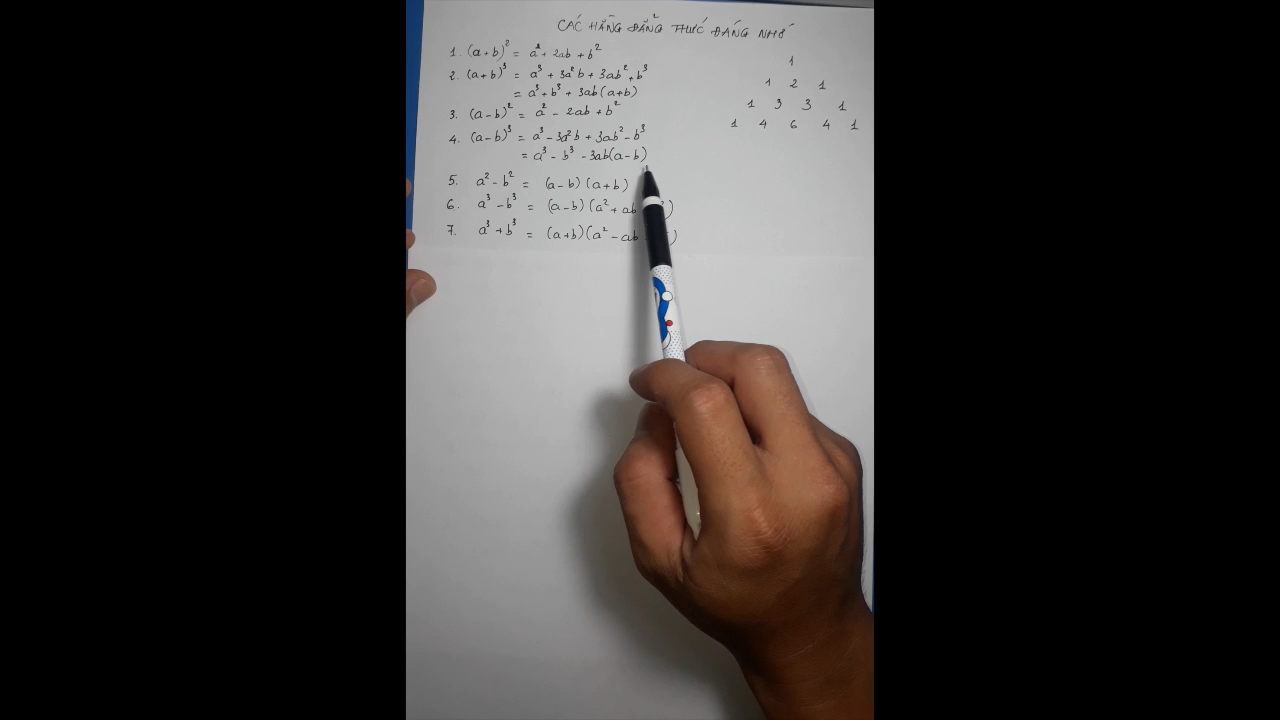 CÁC HẰNG ĐẲNG THỨC ĐÁNG NHỚ
1. (a+b)² = a² + 2ab + b²
2. (a+b)³ = a³ + 3a²b + 3ab² + b³
= a³ + b³ + 3ab(a+b)
3. (a-b)² = a² - 2ab + b²
4. (a-b)³ = a³ - 3a²b + 3ab² - b³
= a³ - b³ - 3ab(a-b)
5. a² - b² = (a-b)(a+b)
6. a³ - b³ = (a-b)(a² + ab ²)
7. a³ + b³ = (a+b)(a² - ab )
1
1 2 1
1 3 3 1
1 4 6 4 1